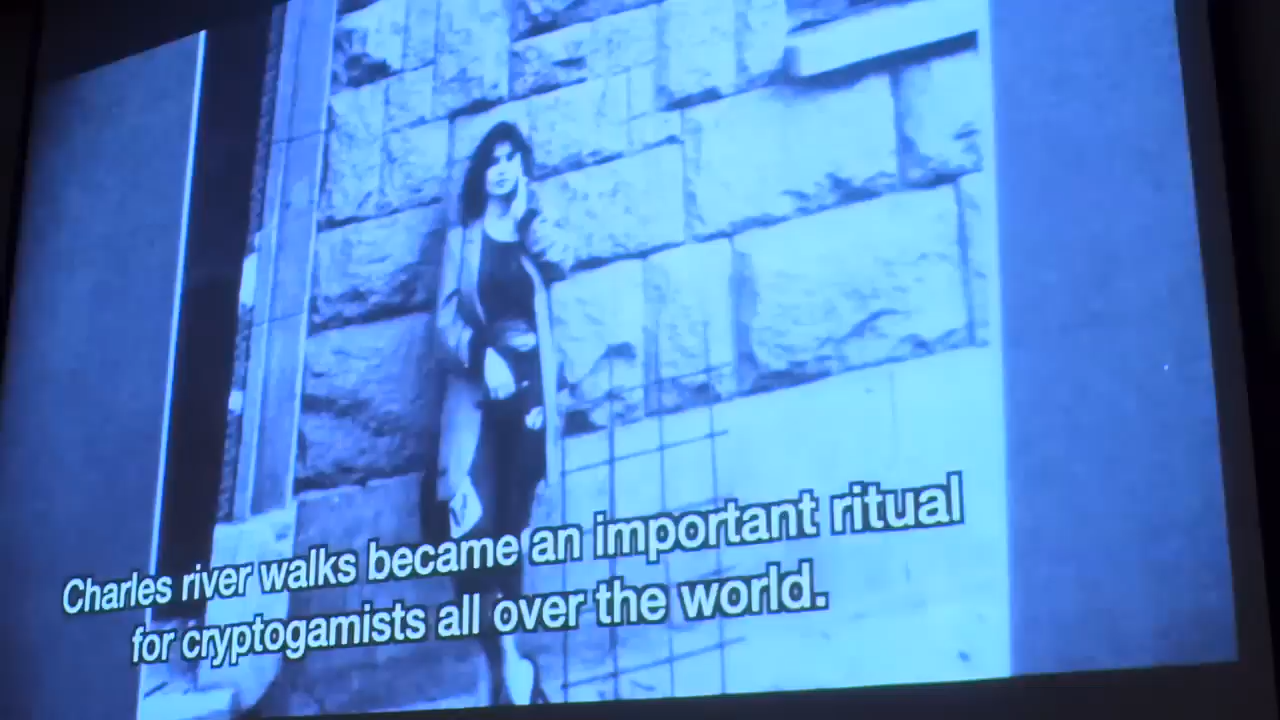 Charles river walks became an important ritual
for cryptogamists all over the world.